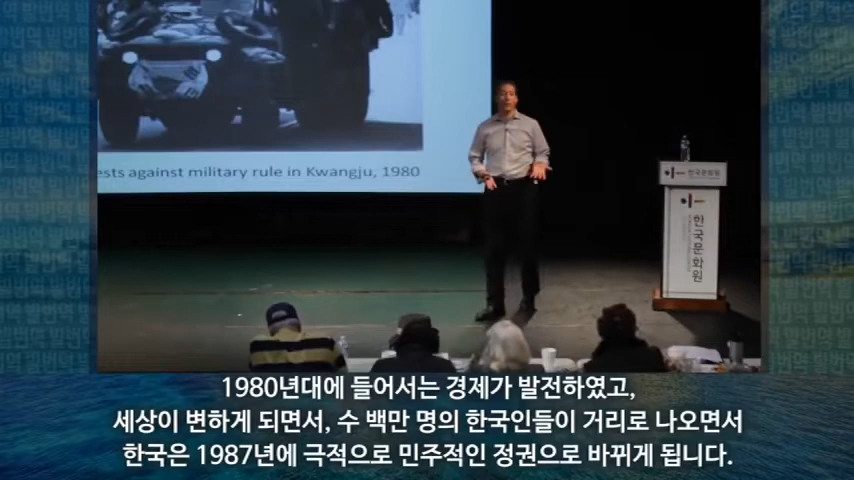 ests against military rule in Kwangju, 1980
한국문화원
한국문화원
1980년대에 들어서는 경제가 발전하였고,
세상이 변하게 되면서, 수 백만 명의 한국인들이 거리로 나오면서
한국은 1987년에 극적으로 민주적인 정권으로 바뀌게 됩니다.